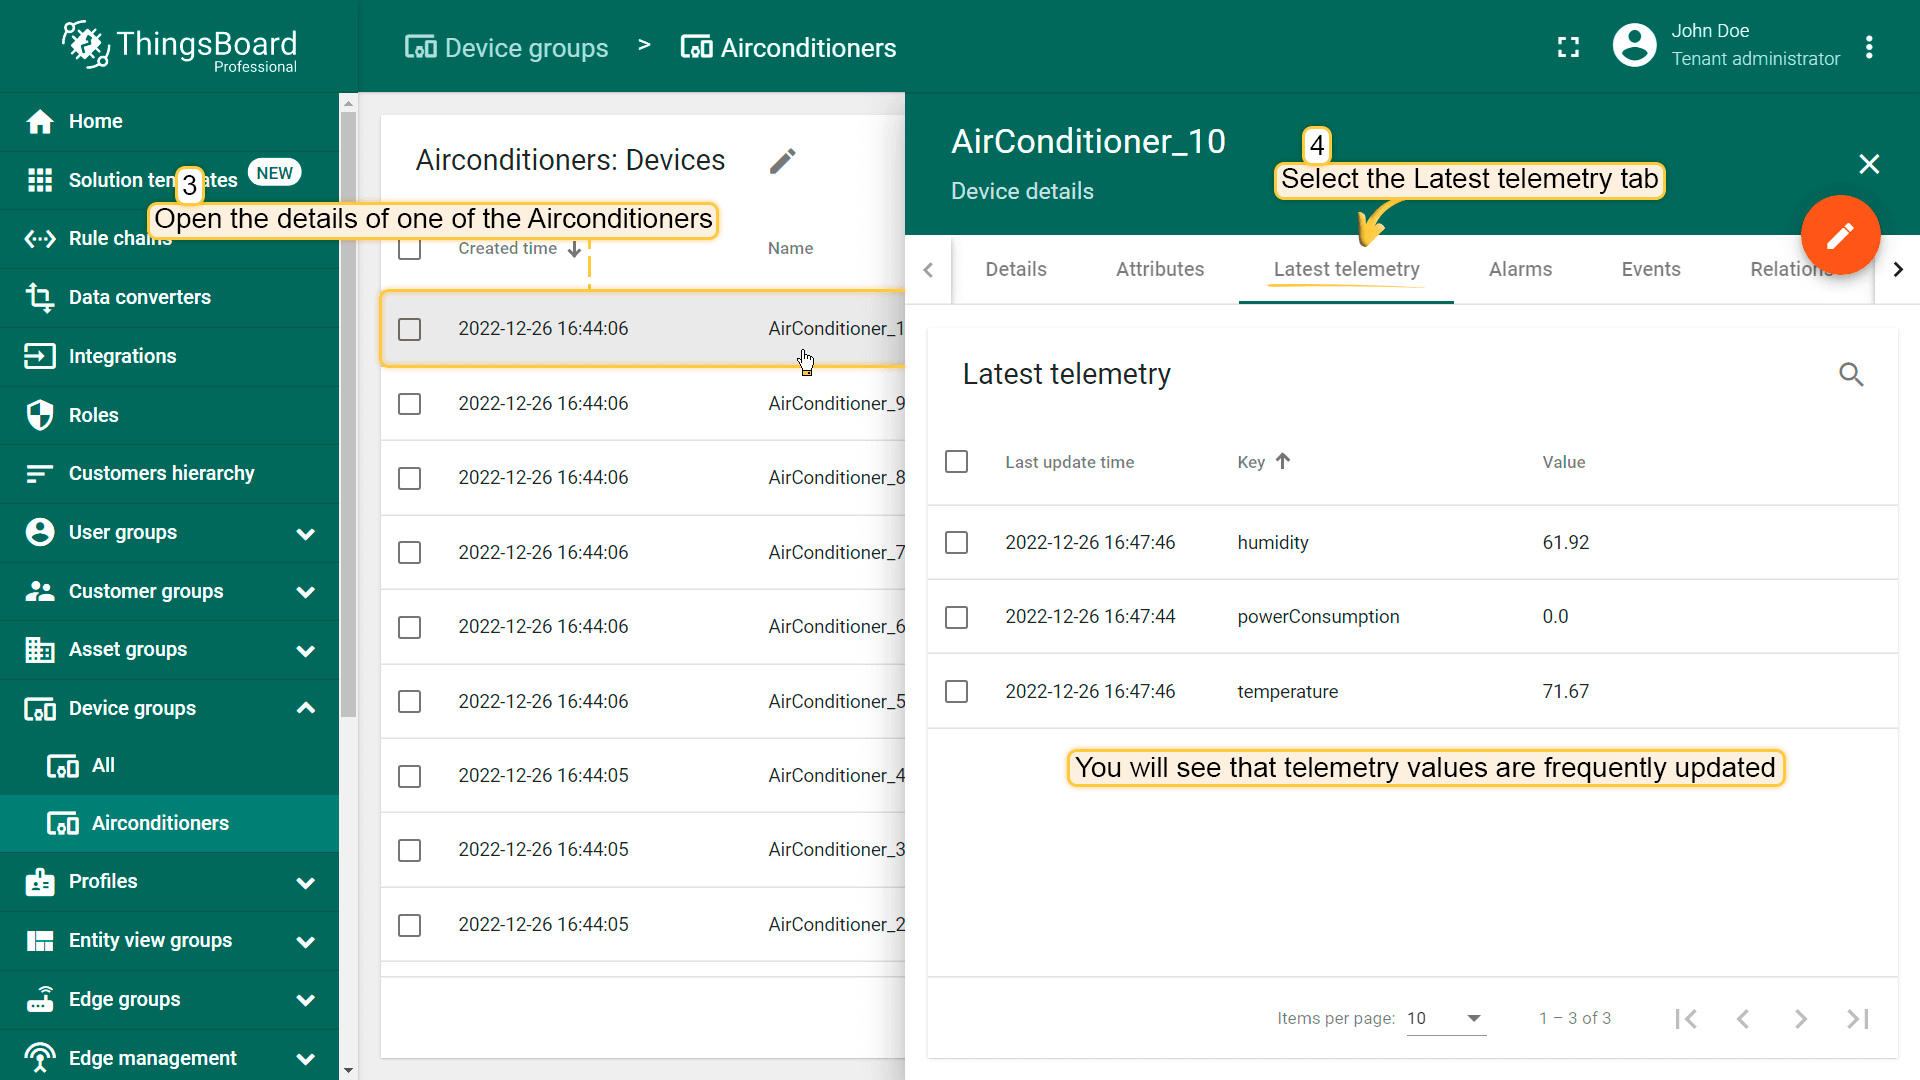 ThingsBoard
Professional
Device groups > Airconditioners
John Doe
Tenant administrator
Home
Solution templates NEW
Rule chains
Data converters
Integrations
Roles
Customers hierarchy
User groups
Customer groups
Asset groups
Device groups
All
Airconditioners
Profiles
Entity view groups
Edge groups
Edge management
3
Open the details of one of the Airconditioners
Airconditioners: Devices
Created time Name
2022-12-26 16:44:06 AirConditioner_1
2022-12-26 16:44:06 AirConditioner_9
2022-12-26 16:44:06 AirConditioner_8
2022-12-26 16:44:06 AirConditioner_7
2022-12-26 16:44:06 AirConditioner_6
2022-12-26 16:44:06 AirConditioner_5
2022-12-26 16:44:05 AirConditioner_4
2022-12-26 16:44:05 AirConditioner_3
2022-12-26 16:44:05 AirConditioner_2
AirConditioner_10
Device details
4
Select the Latest telemetry tab
Details Attributes Latest telemetry Alarms Events Relations
Latest telemetry
Last update time Key Value
2022-12-26 16:47:46 humidity 61.92
2022-12-26 16:47:44 powerConsumption 0.0
2022-12-26 16:47:46 temperature 71.67
You will see that telemetry values are frequently updated
Items per page: 10 1 – 3 of 3